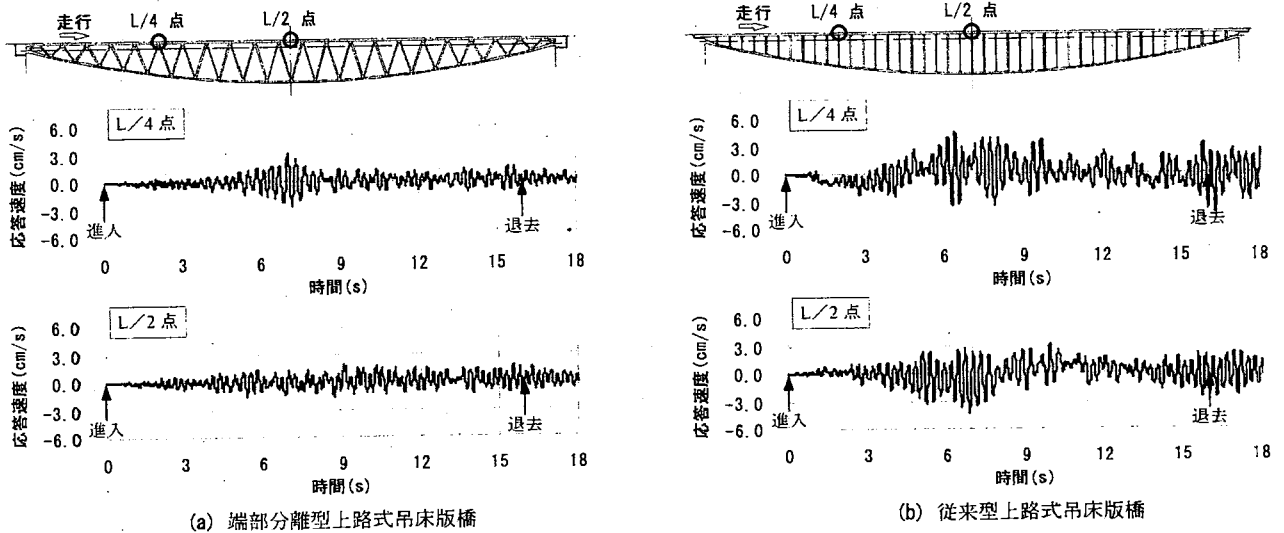 走行
L/4 点
L/2 点
L／4 点
応答速度(cm/s)
6.0
3.0
0.0
-3.0
-6.0
進入
退去
0 3 6 9 12 15 18
時間(s)
L／2 点
応答速度(cm/s)
6.0
3.0
0.0
-3.0
-6.0
進入
退去
0 3 6 9 12 15 18
時間(s)
(a) 端部分離型上路式吊床版橋
走行
L/4 点
L/2 点
L／4 点
応答速度(cm/s)
6.0
3.0
0.0
-3.0
-6.0
進入
退去
0 3 6 9 12 15 18
時間(s)
L／2 点
応答速度(cm/s)
6.0
3.0
0.0
-3.0
-6.0
進入
退去
0 3 6 9 12 15 18
時間(s)
(b) 従来型上路式吊床版橋